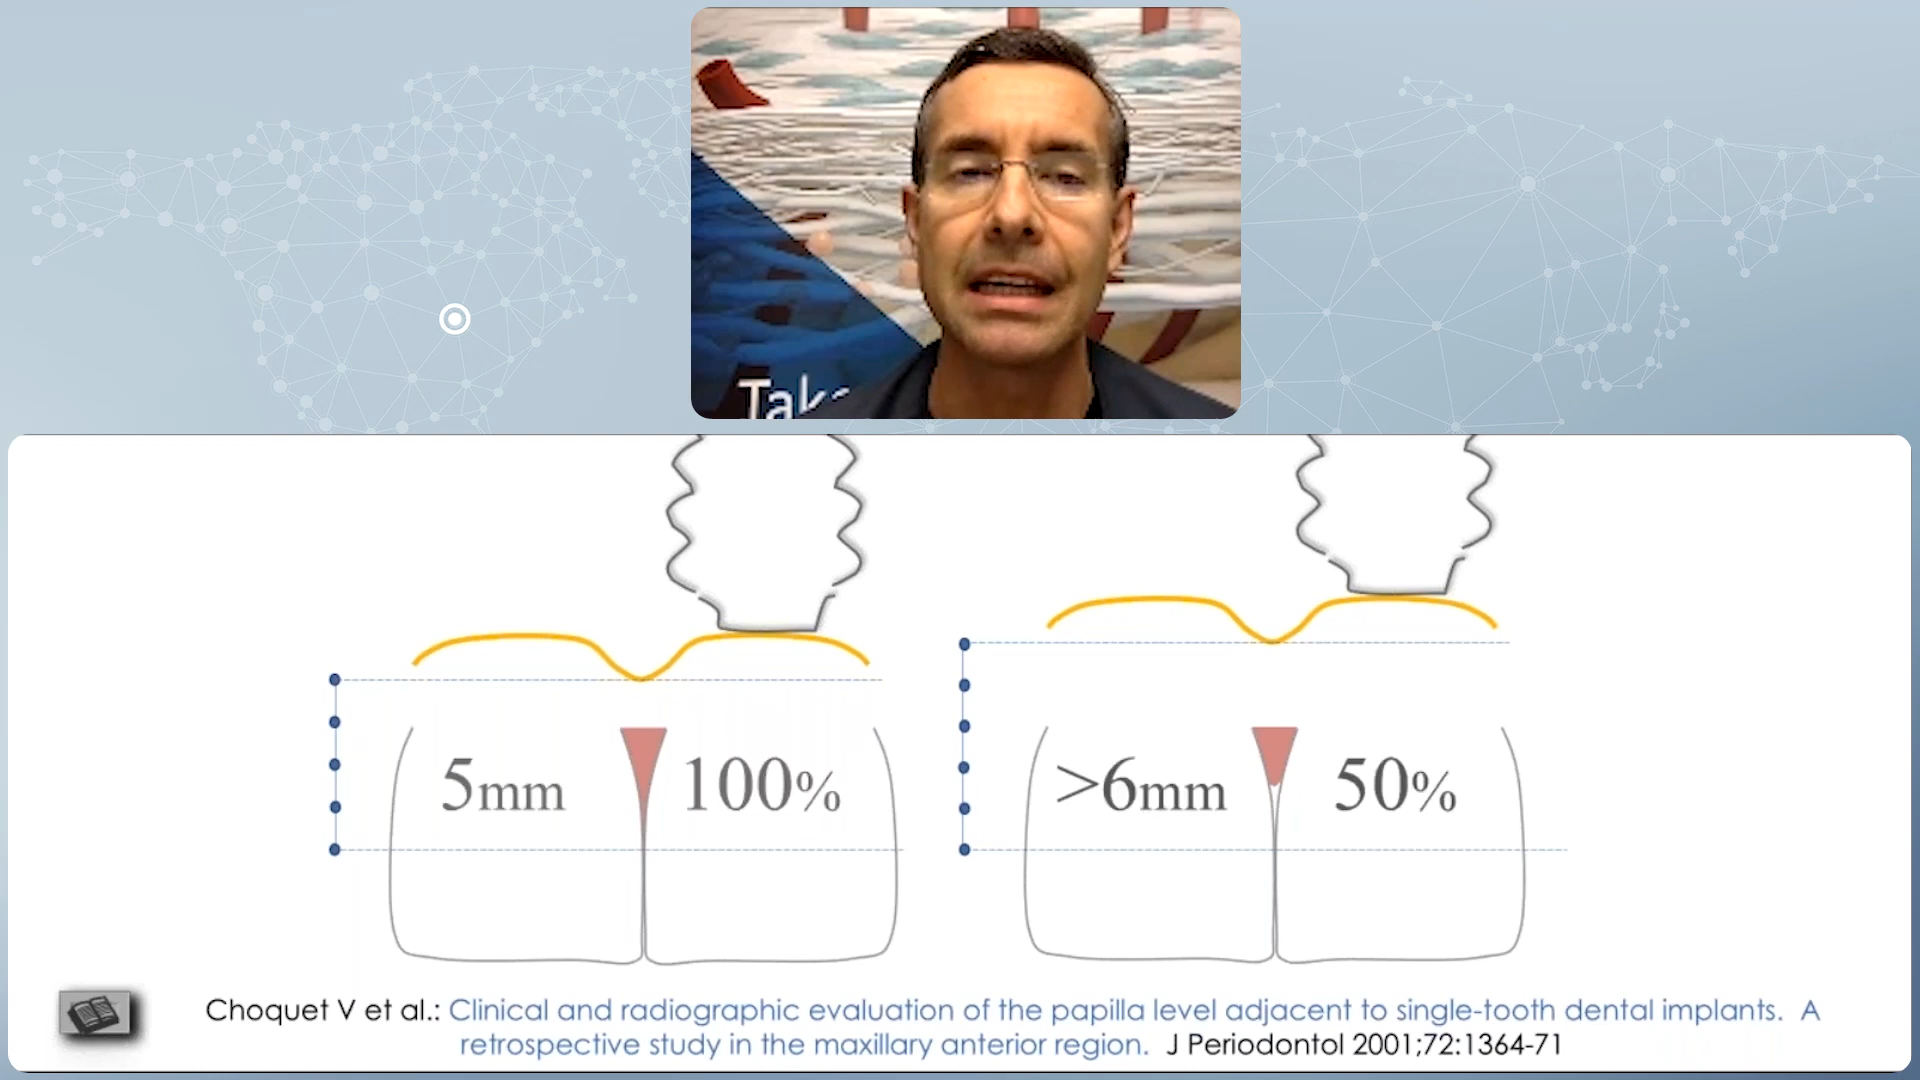 5mm
100%
>6mm
50%
Choquet V et al.: Clinical and radiographic evaluation of the papilla level adjacent to single-tooth dental implants. A
retrospective study in the maxillary anterior region. J Periodontol 2001;72:1364-71